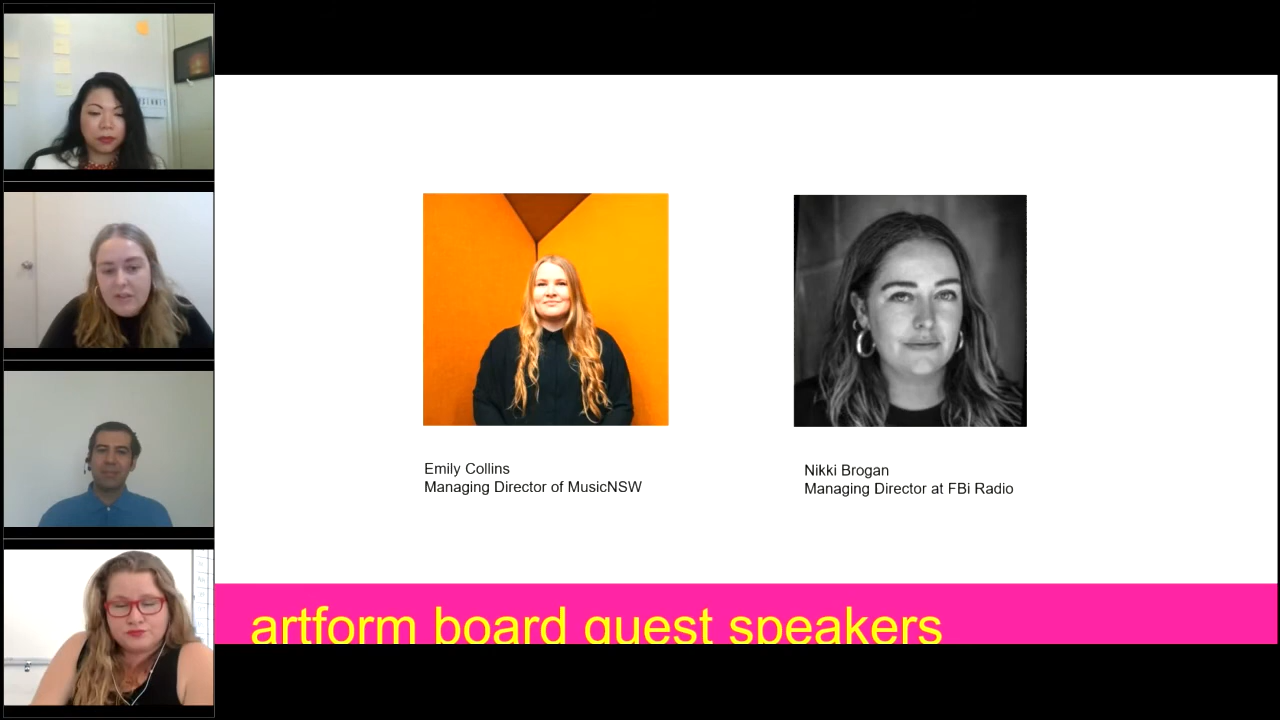 Emily Collins
Managing Director of MusicNSW
Nikki Brogan
Managing Director at FBi Radio
artform board guest speakers